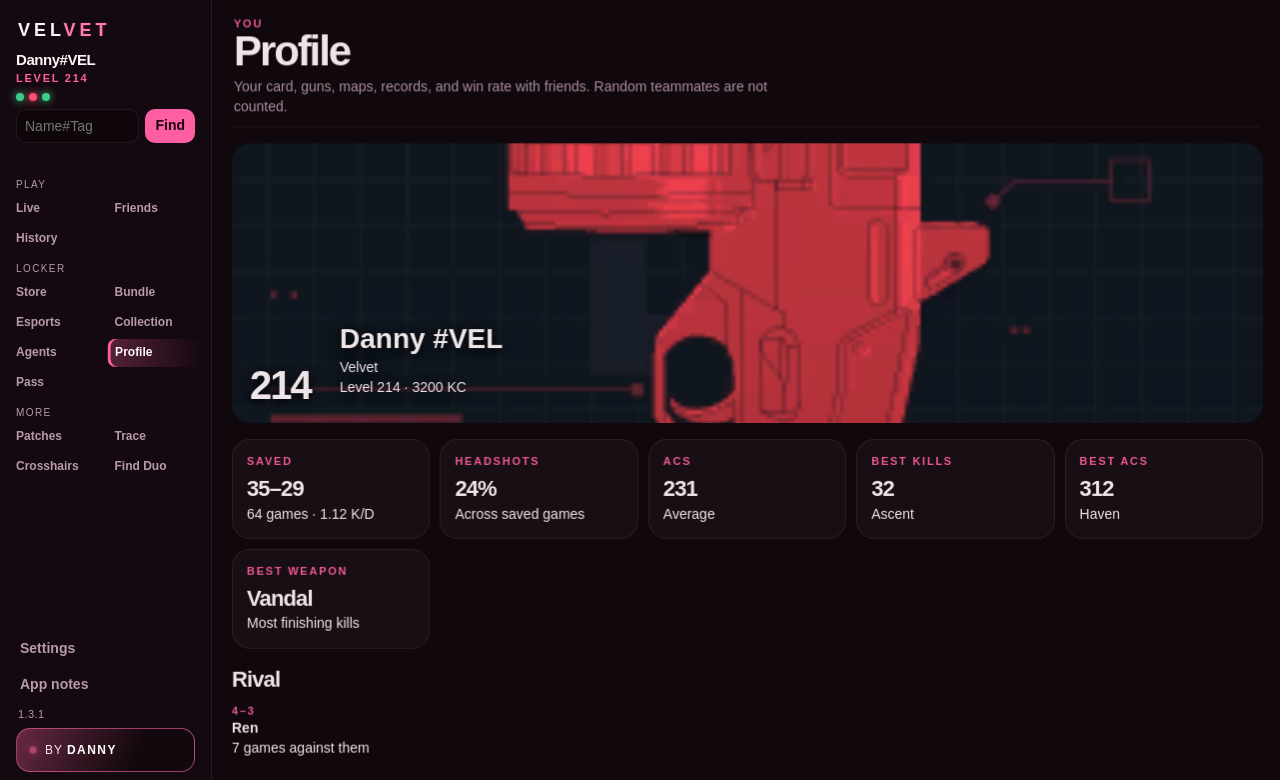 VELVET
Danny#VEL
LEVEL 214
Name#Tag
Find
PLAY
Live
Friends
History
LOCKER
Store
Bundle
Esports
Collection
Agents
Profile
Pass
MORE
Patches
Trace
Crosshairs
Find Duo
Settings
App notes
1.3.1
BY DANNY
YOU
Profile
Your card, guns, maps, records, and win rate with friends. Random teammates are not
counted.
214
Danny #VEL
Velvet
Level 214 · 3200 KC
SAVED
35–29
64 games · 1.12 K/D
HEADSHOTS
24%
Across saved games
ACS
231
Average
BEST KILLS
32
Ascent
BEST ACS
312
Haven
BEST WEAPON
Vandal
Most finishing kills
Rival
4–3
Ren
7 games against them